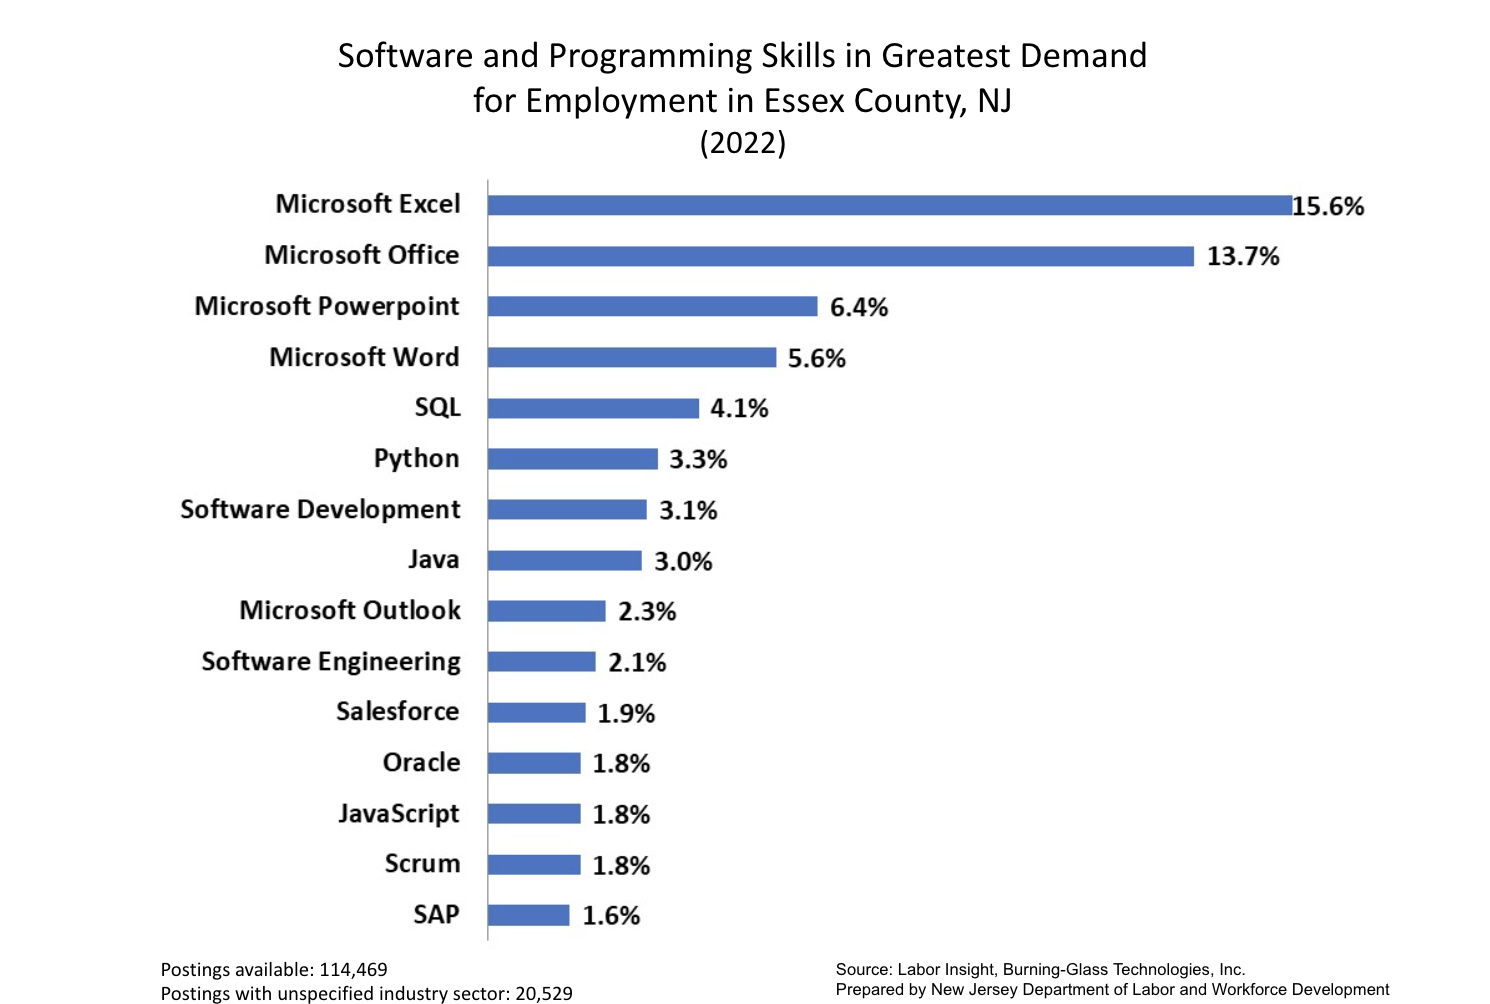 Software and Programming Skills in Greatest Demand
for Employment in Essex County, NJ
(2022)
Microsoft Excel 15.6%
Microsoft Office 13.7%
Microsoft Powerpoint 6.4%
Microsoft Word 5.6%
SQL 4.1%
Python 3.3%
Software Development 3.1%
Java 3.0%
Microsoft Outlook 2.3%
Software Engineering 2.1%
Salesforce 1.9%
Oracle 1.8%
JavaScript 1.8%
Scrum 1.8%
SAP 1.6%
Postings available: 114,469
Postings with unspecified industry sector: 20,529
Source: Labor Insight, Burning-Glass Technologies, Inc.
Prepared by New Jersey Department of Labor and Workforce Development